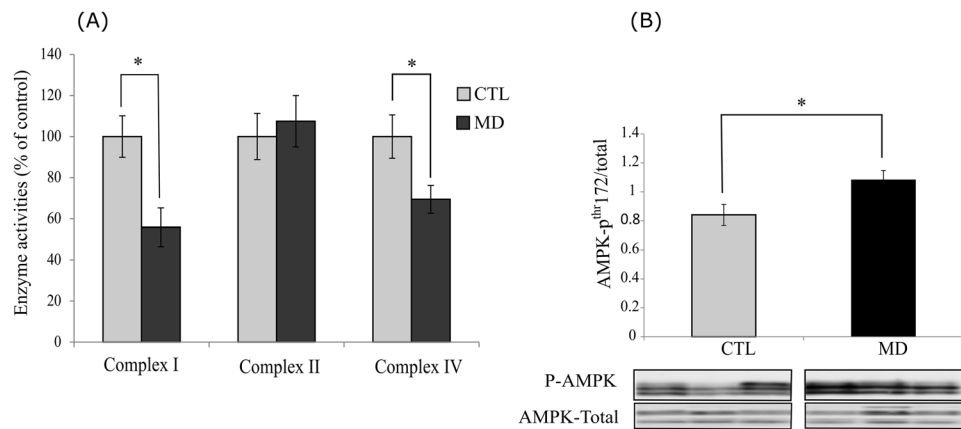 (A)
Enzyme activities (% of control)
140
120
100
80
60
40
20
0
*
*
CTL
MD
Complex I
Complex II
Complex IV
(B)
AMPK-pthr172/total
1.4
1.2
1
0.8
0.6
0.4
0.2
0
*
CTL
MD
P-AMPK
AMPK-Total